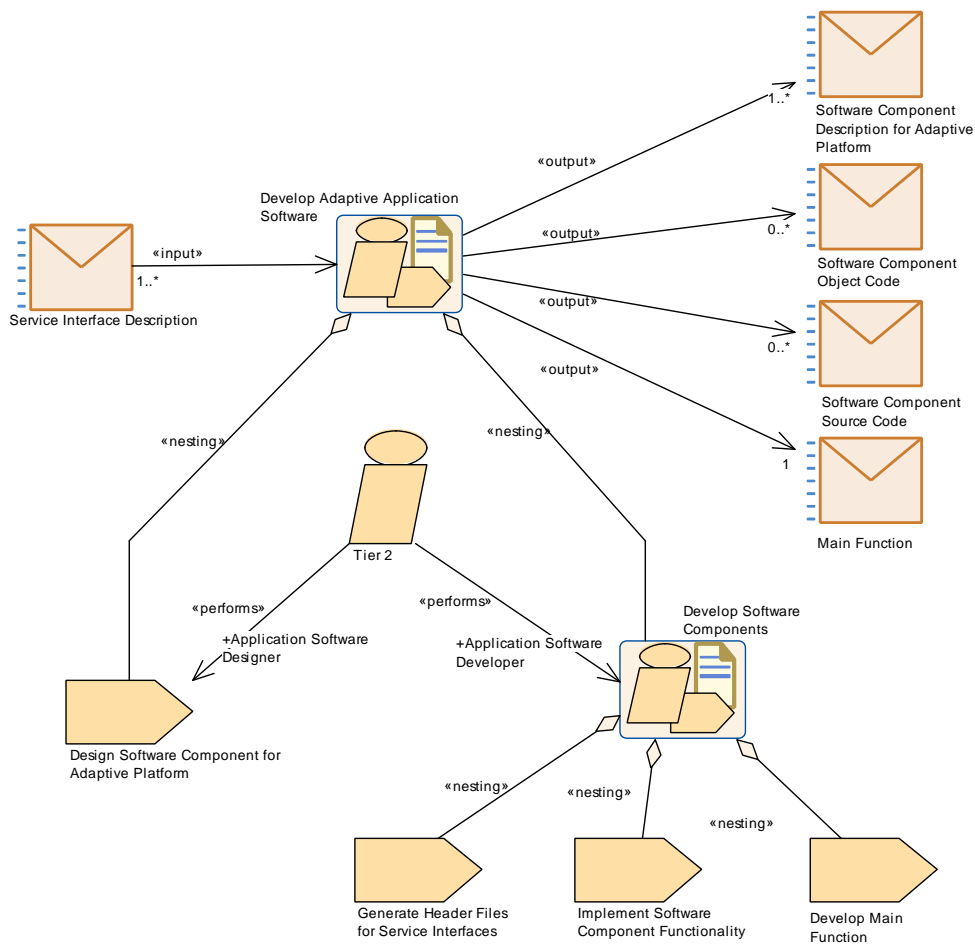 Software Component
Description for Adaptive
Platform
1..*
«output»
Develop Adaptive Application
Software
«output»
Software Component
Object Code
0..*
«input»
1..*
Service Interface Description
«output»
0..*
«output»
Software Component
Source Code
«nesting»
«nesting»
1
Main Function
Tier 2
«performs»
«performs»
+Application Software
Designer
+Application Software
Developer
Develop Software
Components
Design Software Component for
Adaptive Platform
«nesting»
«nesting»
«nesting»
Generate Header Files
for Service Interfaces
Implement Software
Component Functionality
Develop Main
Function